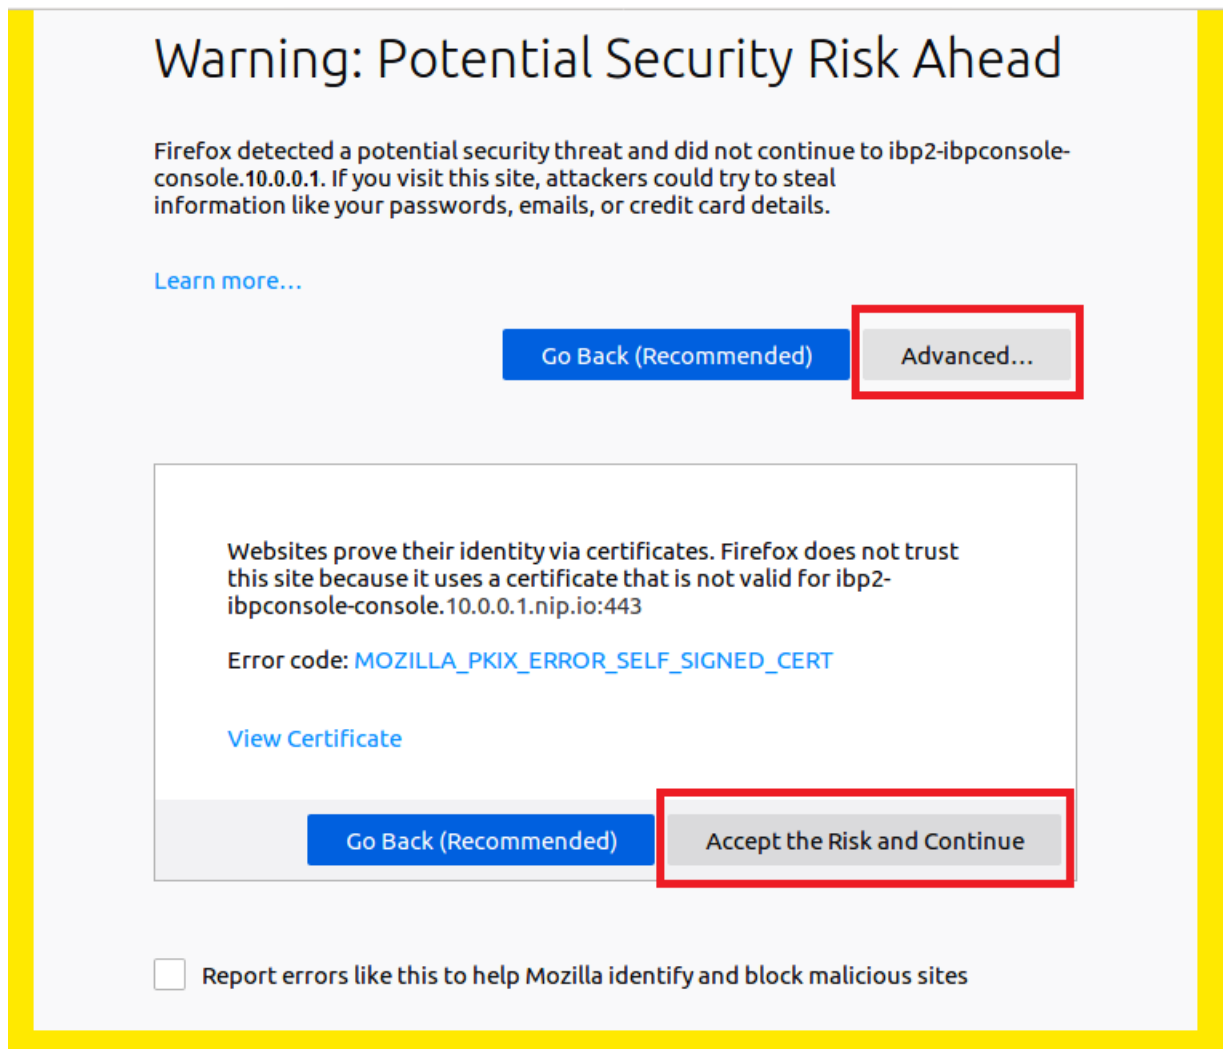 Warning: Potential Security Risk Ahead
Firefox detected a potential security threat and did not continue to ibp2-ibpconsole-
console.10.0.0.1. If you visit this site, attackers could try to steal
information like your passwords, emails, or credit card details.
Learn more…
Go Back (Recommended)
Advanced…
Websites prove their identity via certificates. Firefox does not trust
this site because it uses a certificate that is not valid for ibp2-
ibpconsole-console.10.0.0.1.nip.io:443
Error code: MOZILLA_PKIX_ERROR_SELF_SIGNED_CERT
View Certificate
Go Back (Recommended)
Accept the Risk and Continue
Report errors like this to help Mozilla identify and block malicious sites